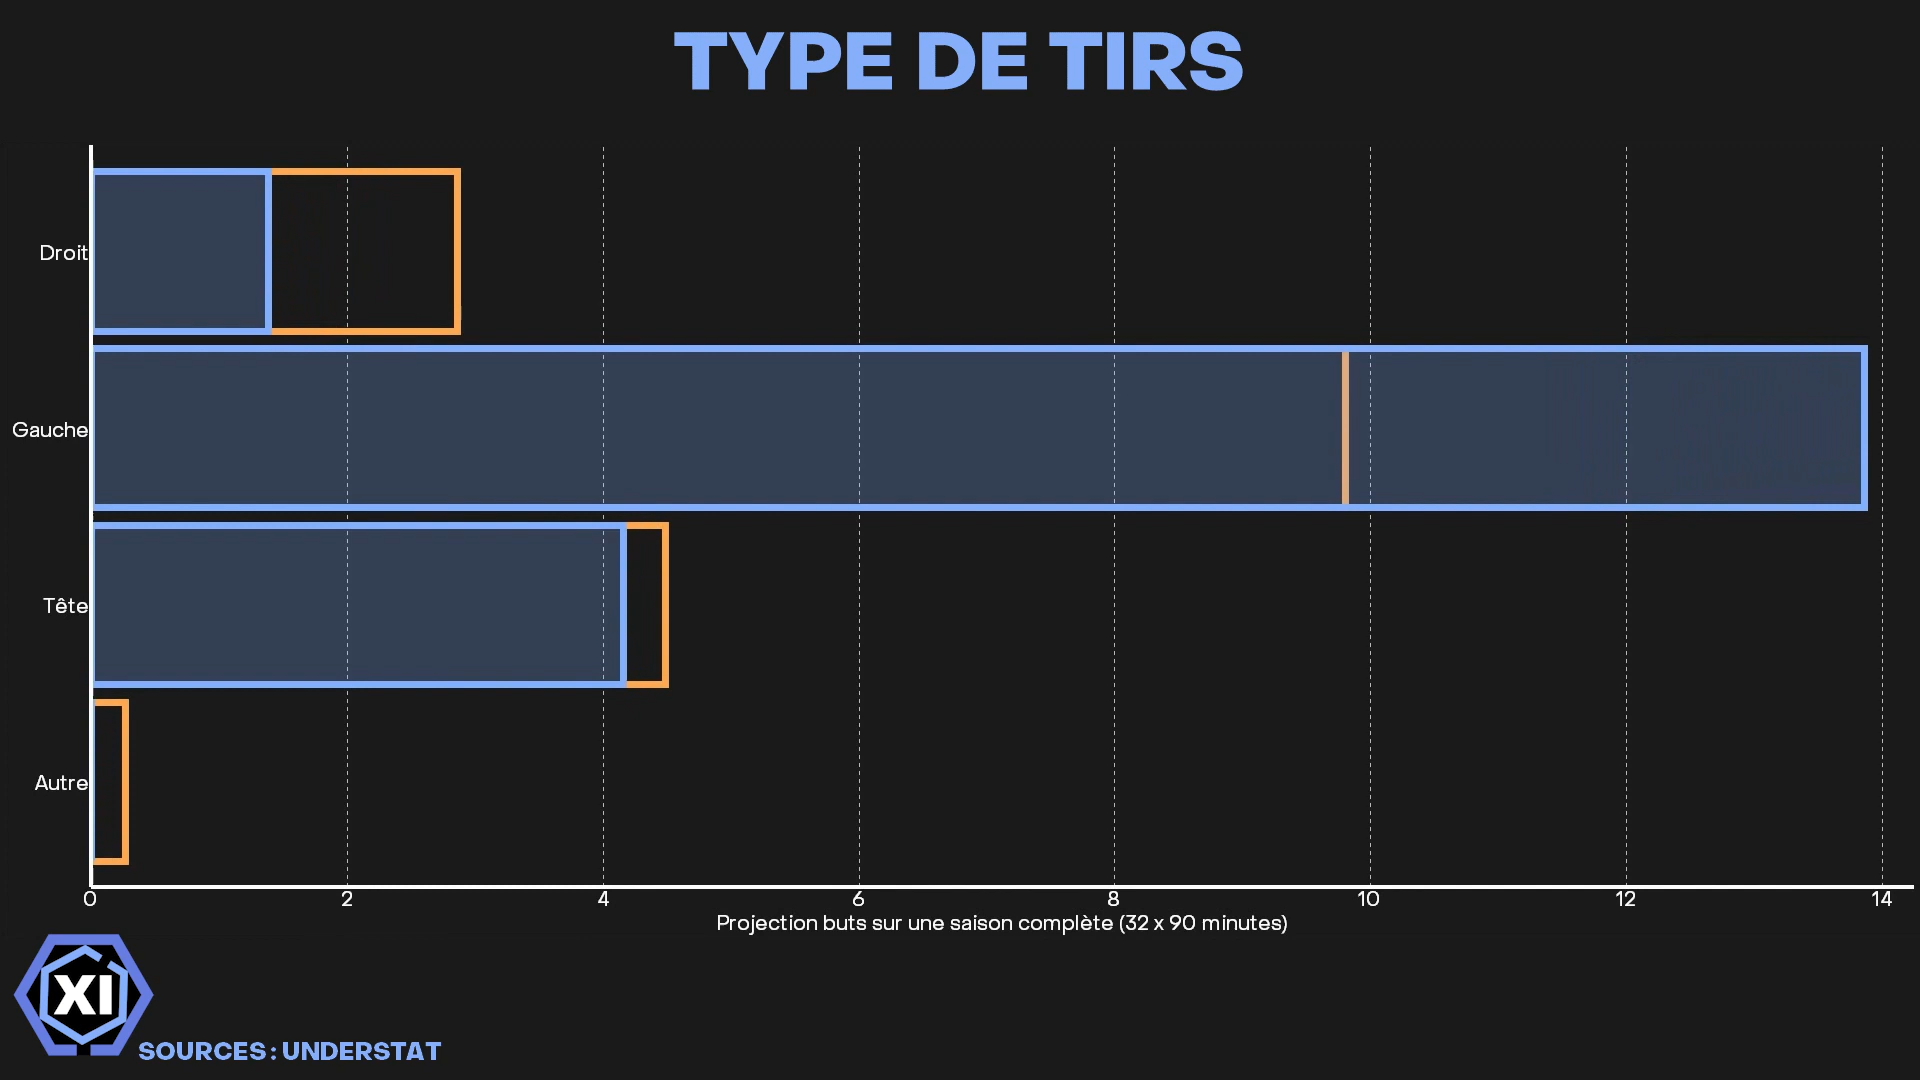 TYPE DE TIRS
Droit
Gauche
Tête
Autre
0 2 4 6 8 10 12 14
Projection buts sur une saison complète (32 x 90 minutes)
XI
SOURCES : UNDERSTAT